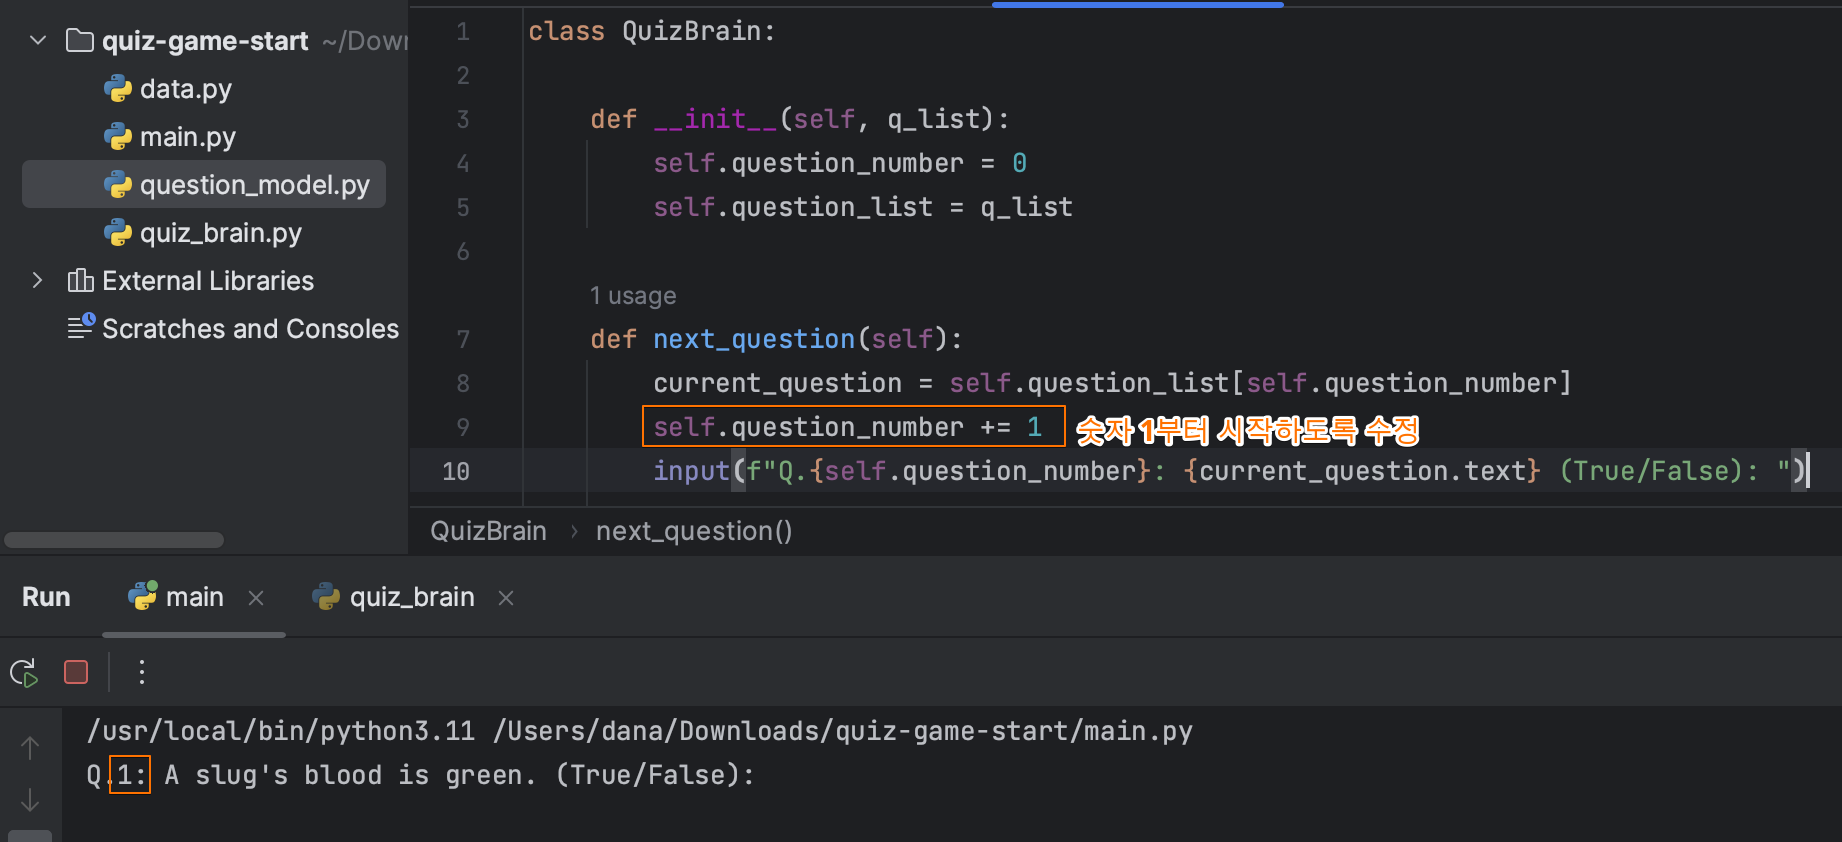 quiz-game-start ~/Down
data.py
main.py
question_model.py
quiz_brain.py
External Libraries
Scratches and Consoles
1 class QuizBrain:
2
3 def __init__(self, q_list):
4 self.question_number = 0
5 self.question_list = q_list
6
1 usage
7 def next_question(self):
8 current_question = self.question_list[self.question_number]
9 self.question_number += 1 숫자 1부터 시작하도록 수정
10 input(f"Q.{self.question_number}: {current_question.text} (True/False): ")
QuizBrain › next_question()
Run main × quiz_brain ×
/usr/local/bin/python3.11 /Users/dana/Downloads/quiz-game-start/main.py
Q.1: A slug's blood is green. (True/False):